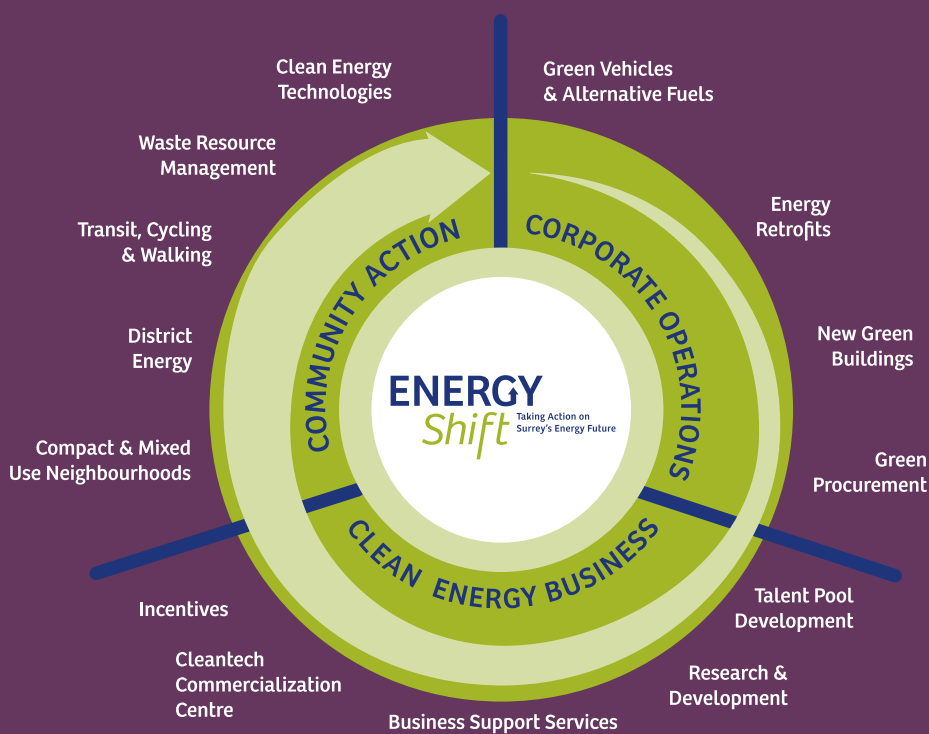 Clean Energy
Technologies
Green Vehicles
& Alternative Fuels
Waste Resource
Management
Energy
Retrofits
Transit, Cycling
& Walking
New Green
Buildings
District
Energy
Green
Procurement
Compact & Mixed
Use Neighbourhoods
COMMUNITY ACTION
CORPORATE OPERATIONS
CLEAN ENERGY BUSINESS
ENERGY
Shift
Taking Action on
Surrey's Energy Future
Talent Pool
Development
Research &
Development
Business Support Services
Cleantech
Commercialization
Centre
Incentives